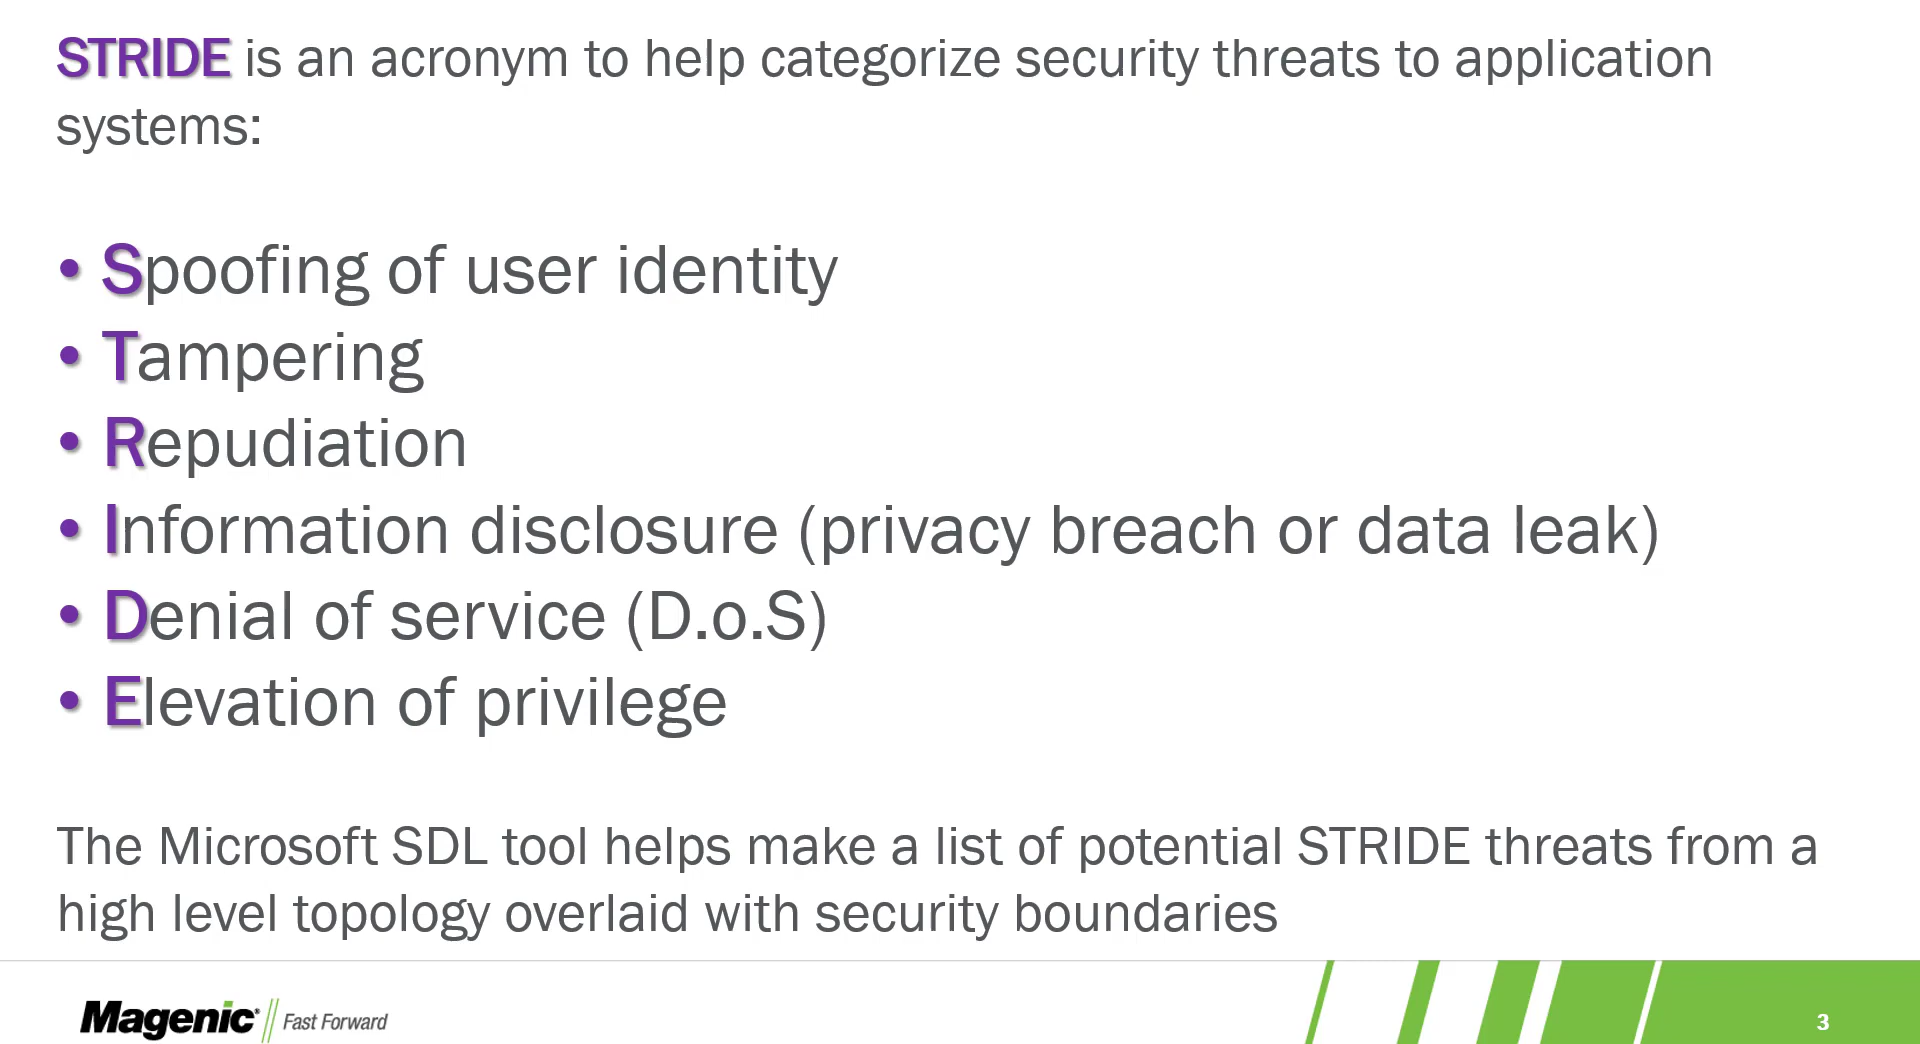 STRIDE is an acronym to help categorize security threats to application
systems:
• Spoofing of user identity
• Tampering
• Repudiation
• Information disclosure (privacy breach or data leak)
• Denial of service (D.o.S)
• Elevation of privilege
The Microsoft SDL tool helps make a list of potential STRIDE threats from a
high level topology overlaid with security boundaries
Magenic® Fast Forward
3